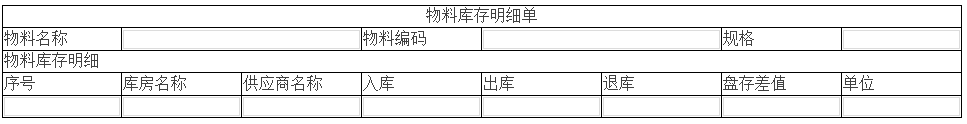 物料库存明细单
物料名称 物料编码 规格
物料库存明细
序号 库房名称 供应商名称 入库 出库 退库 盘存差值 单位